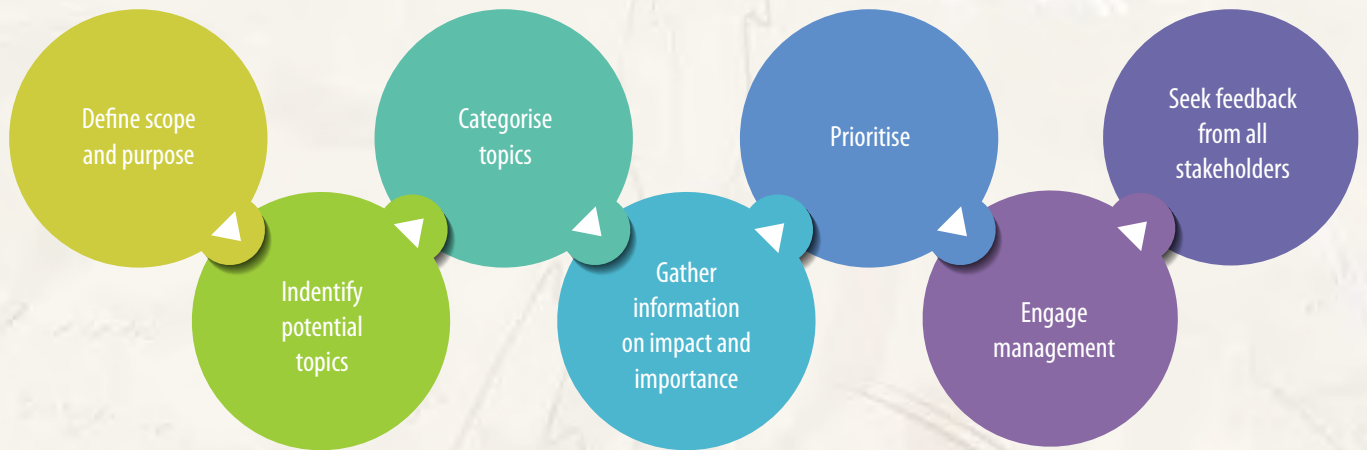 Define scope
and purpose
Indentify
potential
topics
Categorise
topics
Gather
information
on impact and
importance
Prioritise
Engage
management
Seek feedback
from all
stakeholders